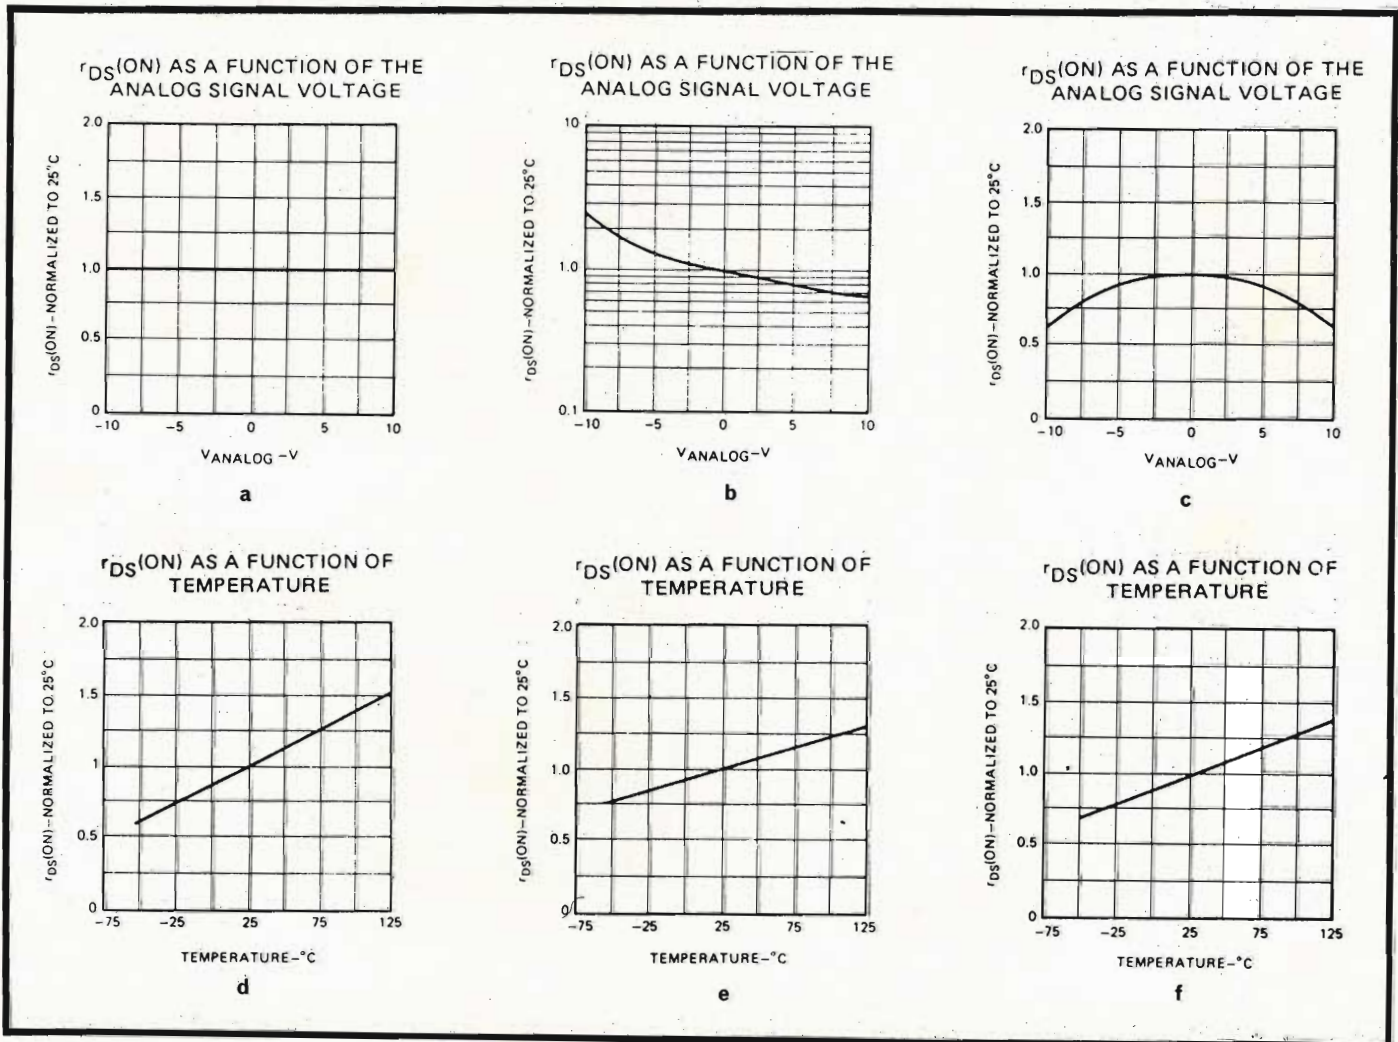 rDS(ON) AS A FUNCTION OF THE
ANALOG SIGNAL VOLTAGE
rDS(ON)–NORMALIZED TO 25°C
2.0
1.5
1.0
0.5
0
-10
-5
0
5
10
VANALOG –V
a
rDS(ON) AS A FUNCTION OF THE
ANALOG SIGNAL VOLTAGE
rDS(ON)–NORMALIZED TO 25°C
10
1.0
0.1
-10
-5
0
5
10
VANALOG–V
b
rDS(ON) AS A FUNCTION OF THE
ANALOG SIGNAL VOLTAGE
rDS(ON)–NORMALIZED TO 25°C
2.0
1.5
1.0
0.5
0
-10
-5
0
5
10
VANALOG–V
c
rDS(ON) AS A FUNCTION OF
TEMPERATURE
rDS(ON)–NORMALIZED TO 25°C
2.0
1.5
1
0.5
0
-75
-25
25
75
125
TEMPERATURE–°C
d
rDS(ON) AS A FUNCTION OF
TEMPERATURE
rDS(ON)–NORMALIZED TO 25°C
2.0
1.5
1.0
0.5
0
-75
-25
25
75
125
TEMPERATURE–°C
e
rDS(ON) AS A FUNCTION OF
TEMPERATURE
rDS(ON)–NORMALIZED TO 25°C
2.0
1.5
1.0
0.5
0
-75
-25
25
75
125
TEMPERATURE–°C
f